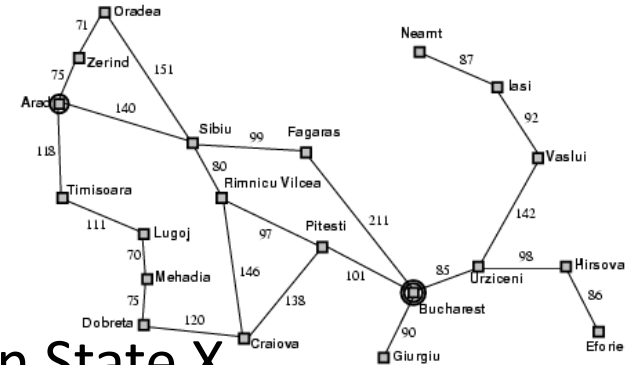 Oradea
71
Neamt
Zerind
87
75
151
Iasi
Arad
140
92
Sibiu
Fagaras
99
118
Vaslui
80
Timisoara
Rimnicu Vilcea
111
211
142
Lugoj
97
Pitesti
70
98
Hirsova
146
85
Mehadia
101
Urziceni
138
86
75
Bucharest
120
90
Dobreta
Craiova
Eforie
Giurgiu
n State X